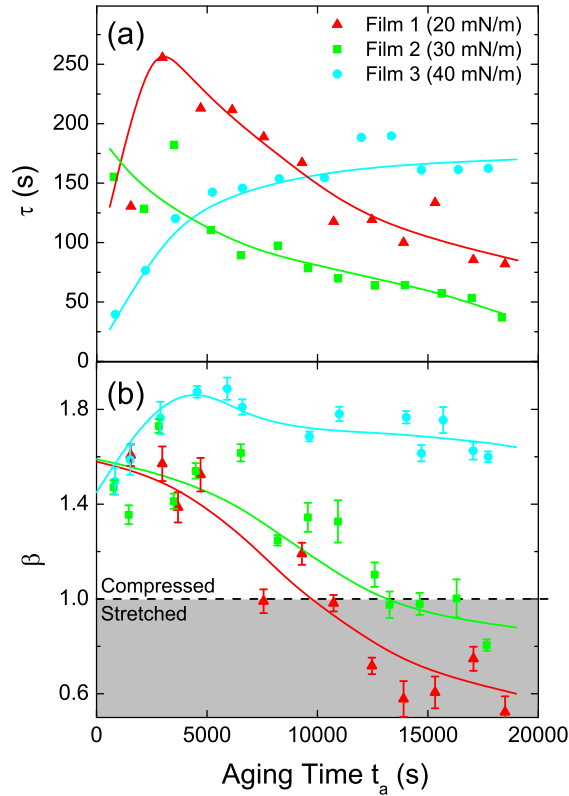 (a)
Film 1 (20 mN/m)
Film 2 (30 mN/m)
Film 3 (40 mN/m)
250
200
150
100
50
0
τ (s)
(b)
1.8
1.4
1.0
0.6
β
Compressed
Stretched
0
5000
10000
15000
20000
Aging Time ta (s)